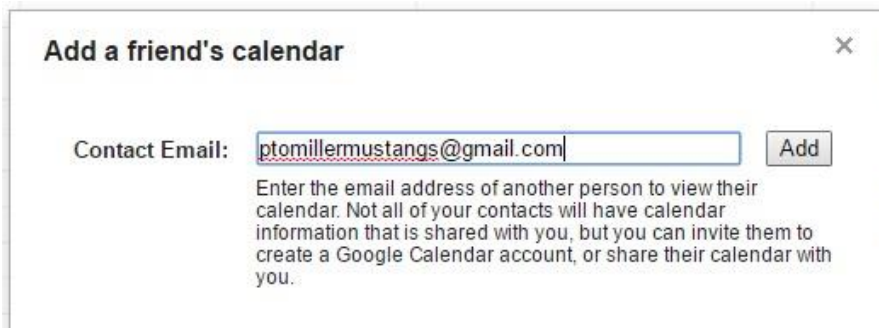 Add a friend's calendar ×
Contact Email: ptomillermustangs@gmail.com Add
Enter the email address of another person to view their
calendar. Not all of your contacts will have calendar
information that is shared with you, but you can invite them to
create a Google Calendar account, or share their calendar with
you.